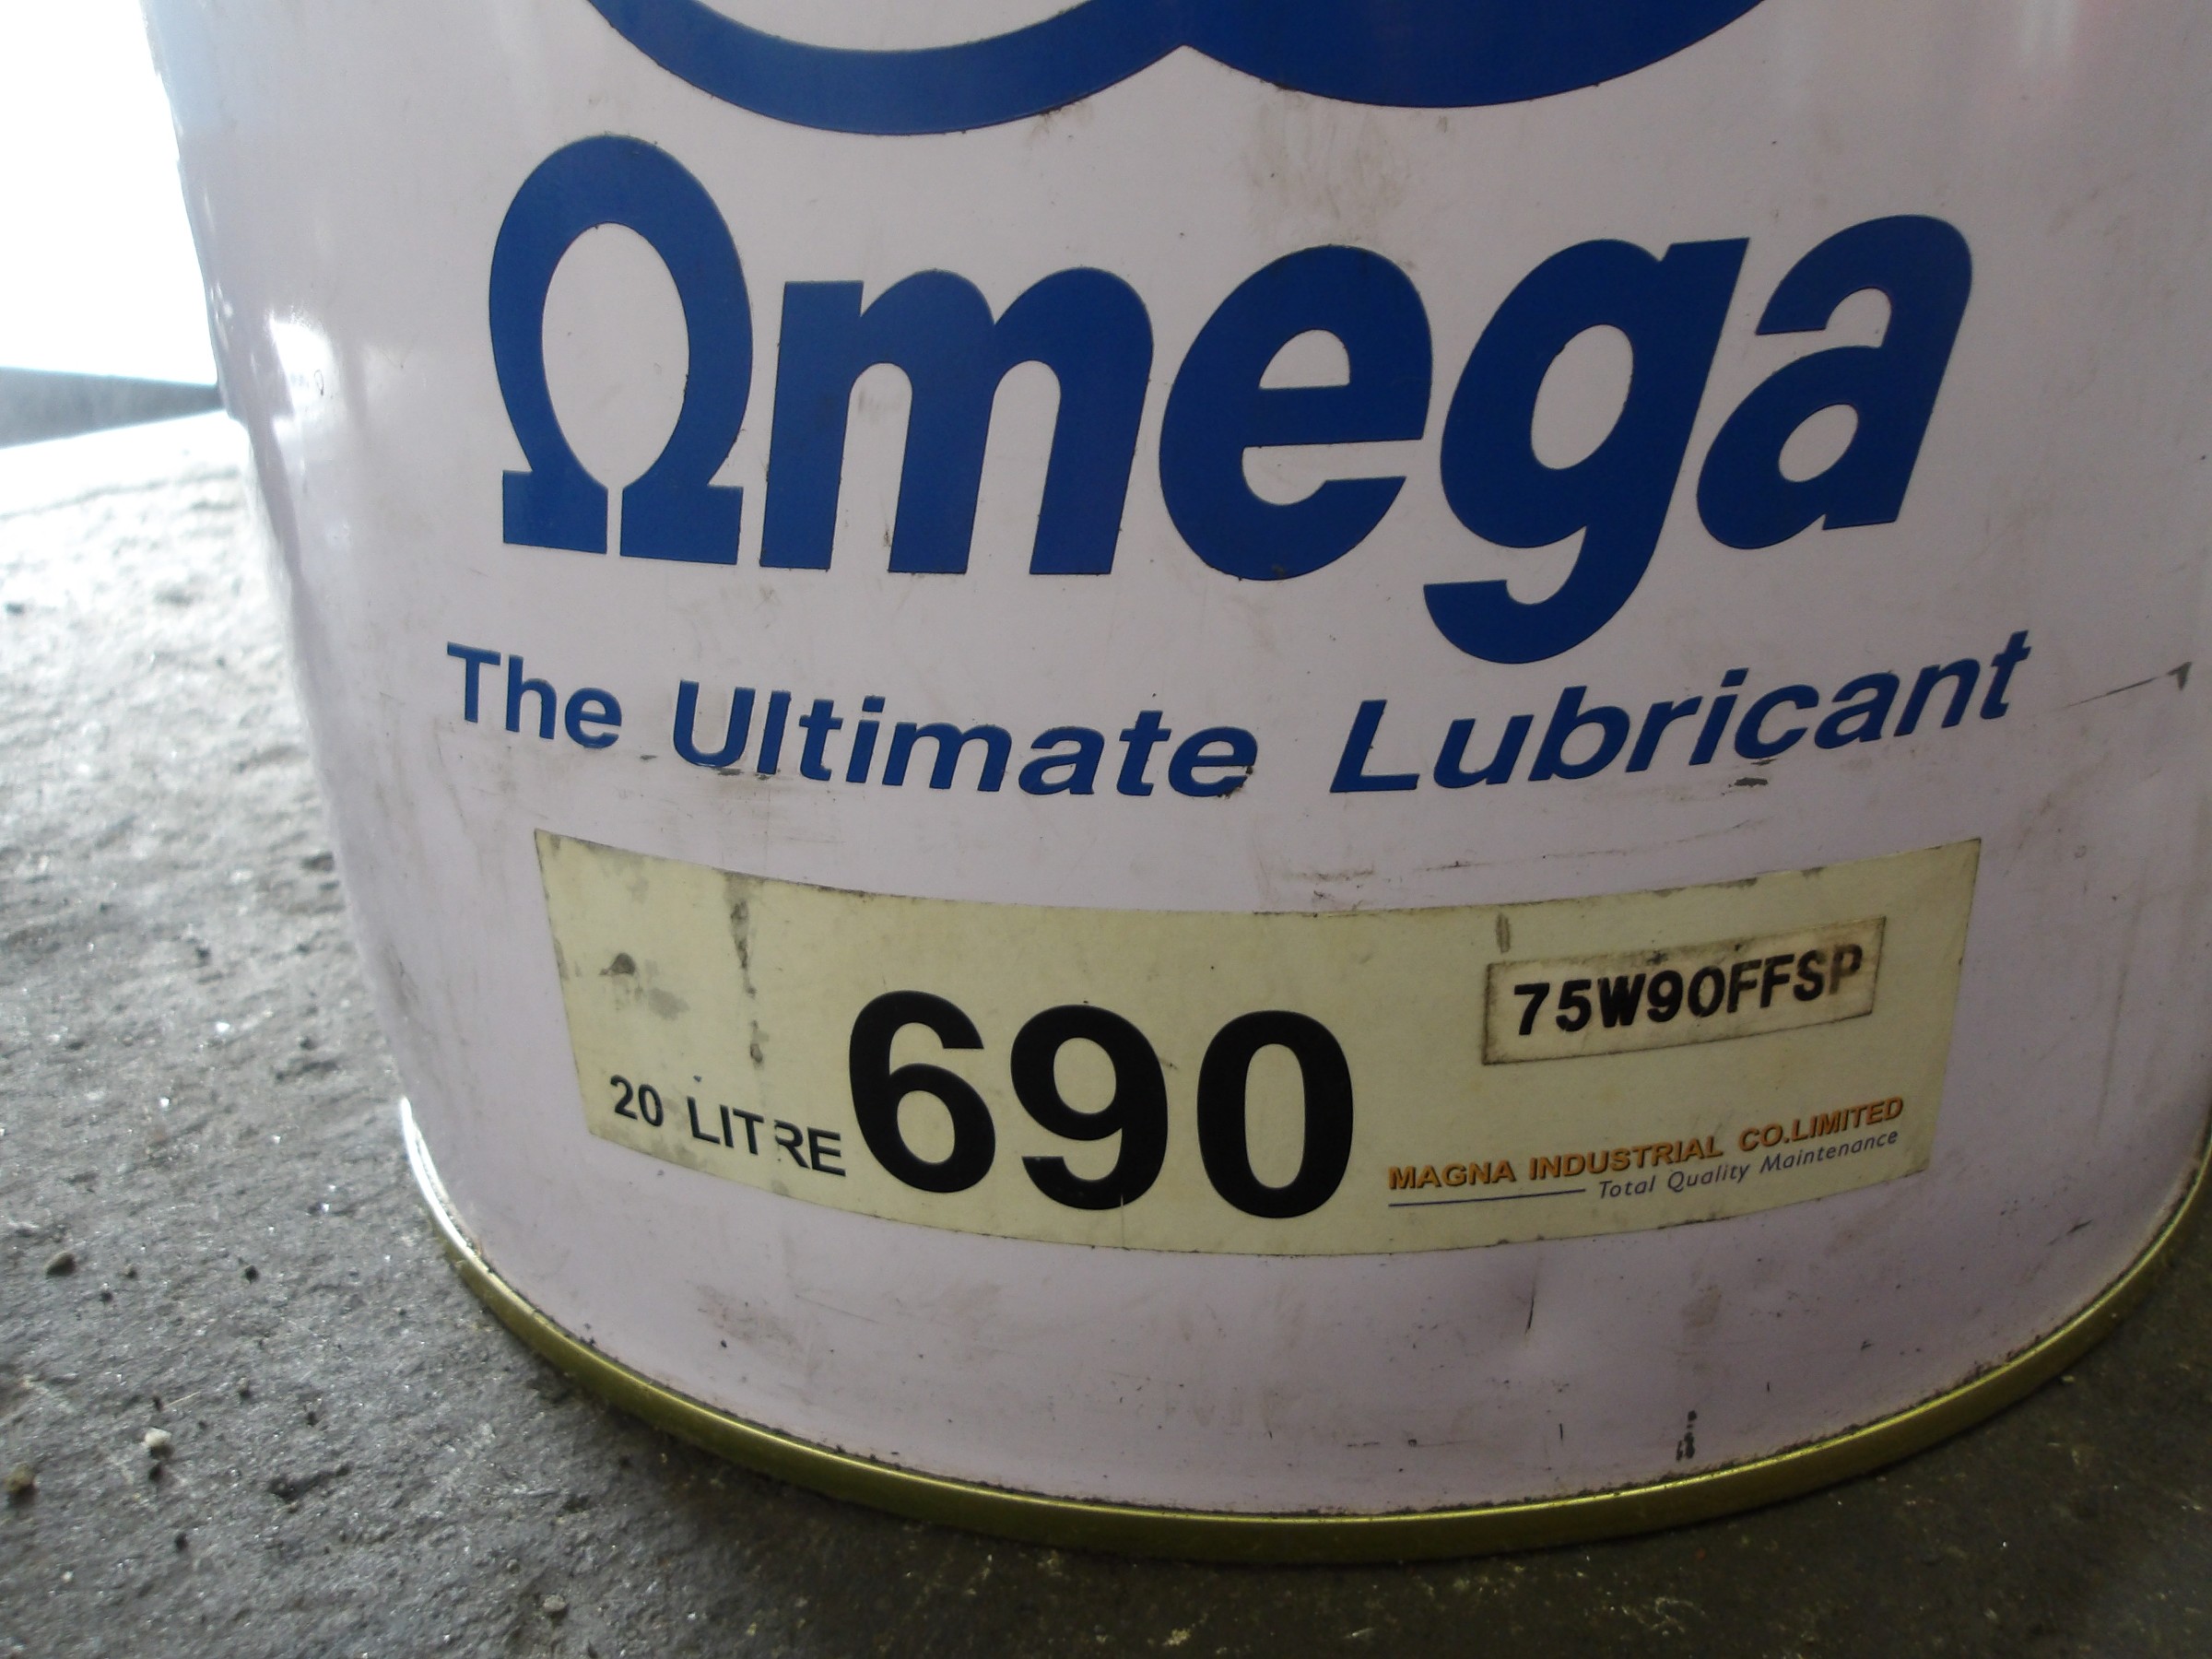 Ωmega
The Ultimate Lubricant
75W90FFSP
20 LITRE 690
MAGNA INDUSTRIAL CO.LIMITED
Total Quality Maintenance